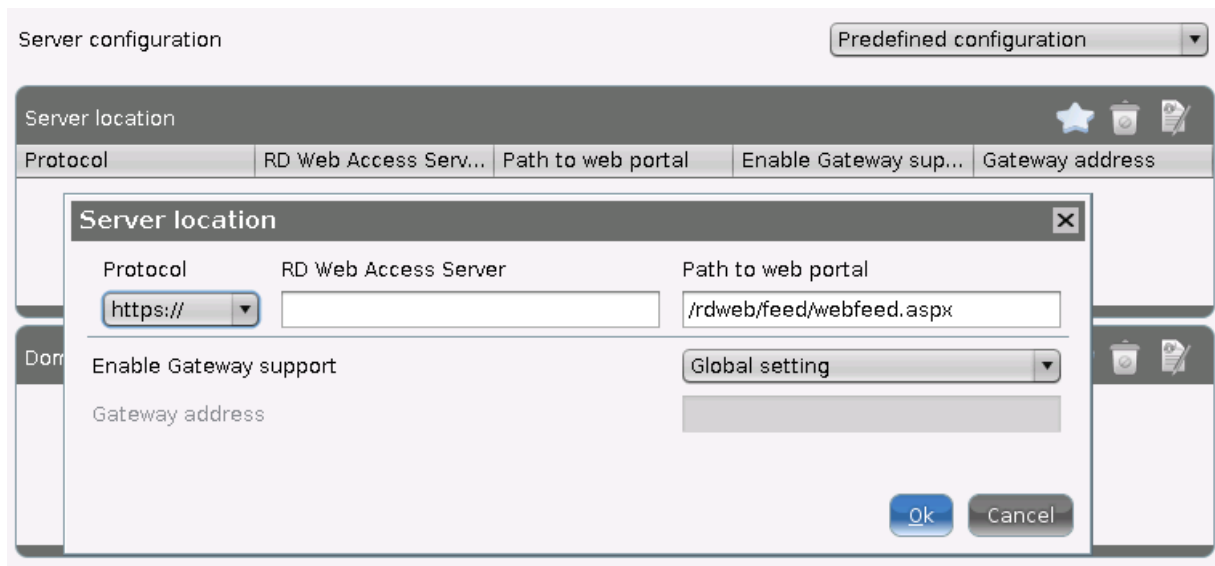 Server configuration Predefined configuration
Server location
Protocol RD Web Access Serv... Path to web portal Enable Gateway sup... Gateway address
Server location
Protocol RD Web Access Server Path to web portal
https:// /rdweb/feed/webfeed.aspx
Enable Gateway support Global setting
Gateway address
Ok Cancel